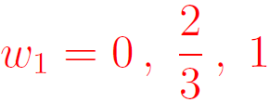 w₁ = 0 , 2/3 , 1